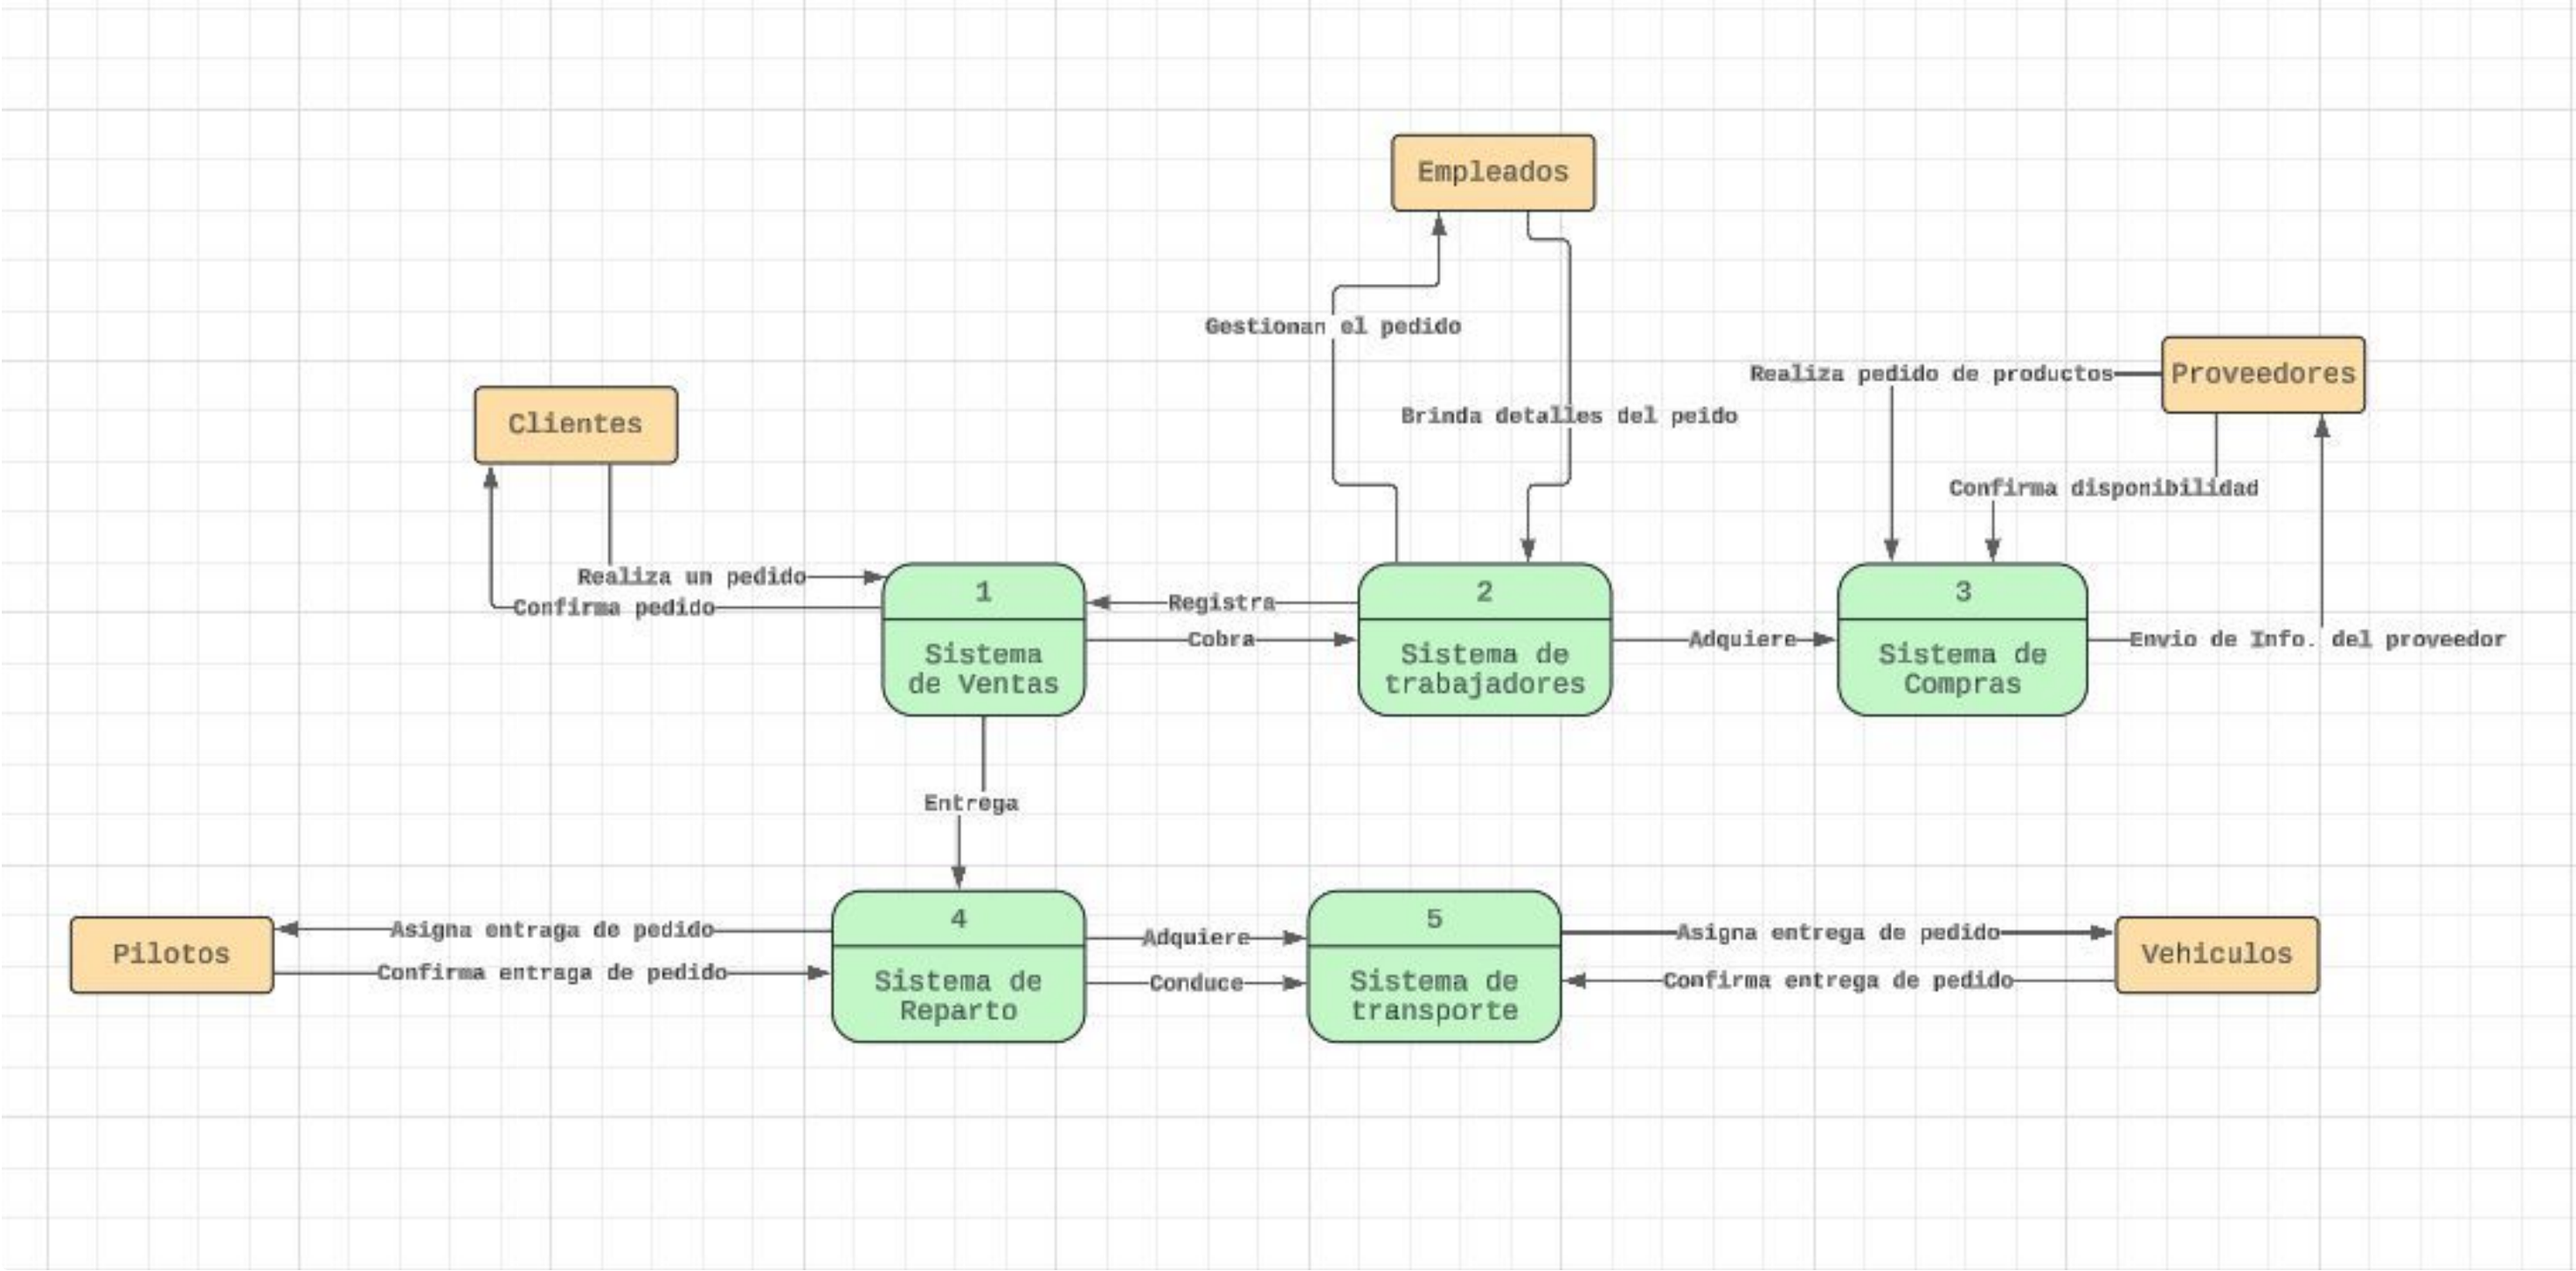 Empleados
Gestionan el pedido
Brinda detalles del peido
Proveedores
Realiza pedido de productos
Confirma disponibilidad
Clientes
Realiza un pedido
Confirma pedido
1
Sistema
de Ventas
Registra
Cobra
2
Sistema de
trabajadores
Adquiere
3
Sistema de
Compras
Envio de Info. del proveedor
Entrega
Pilotos
Asigna entraga de pedido
Confirma entraga de pedido
4
Sistema de
Reparto
Adquiere
Conduce
5
Sistema de
transporte
Asigna entrega de pedido
Confirma entrega de pedido
Vehiculos